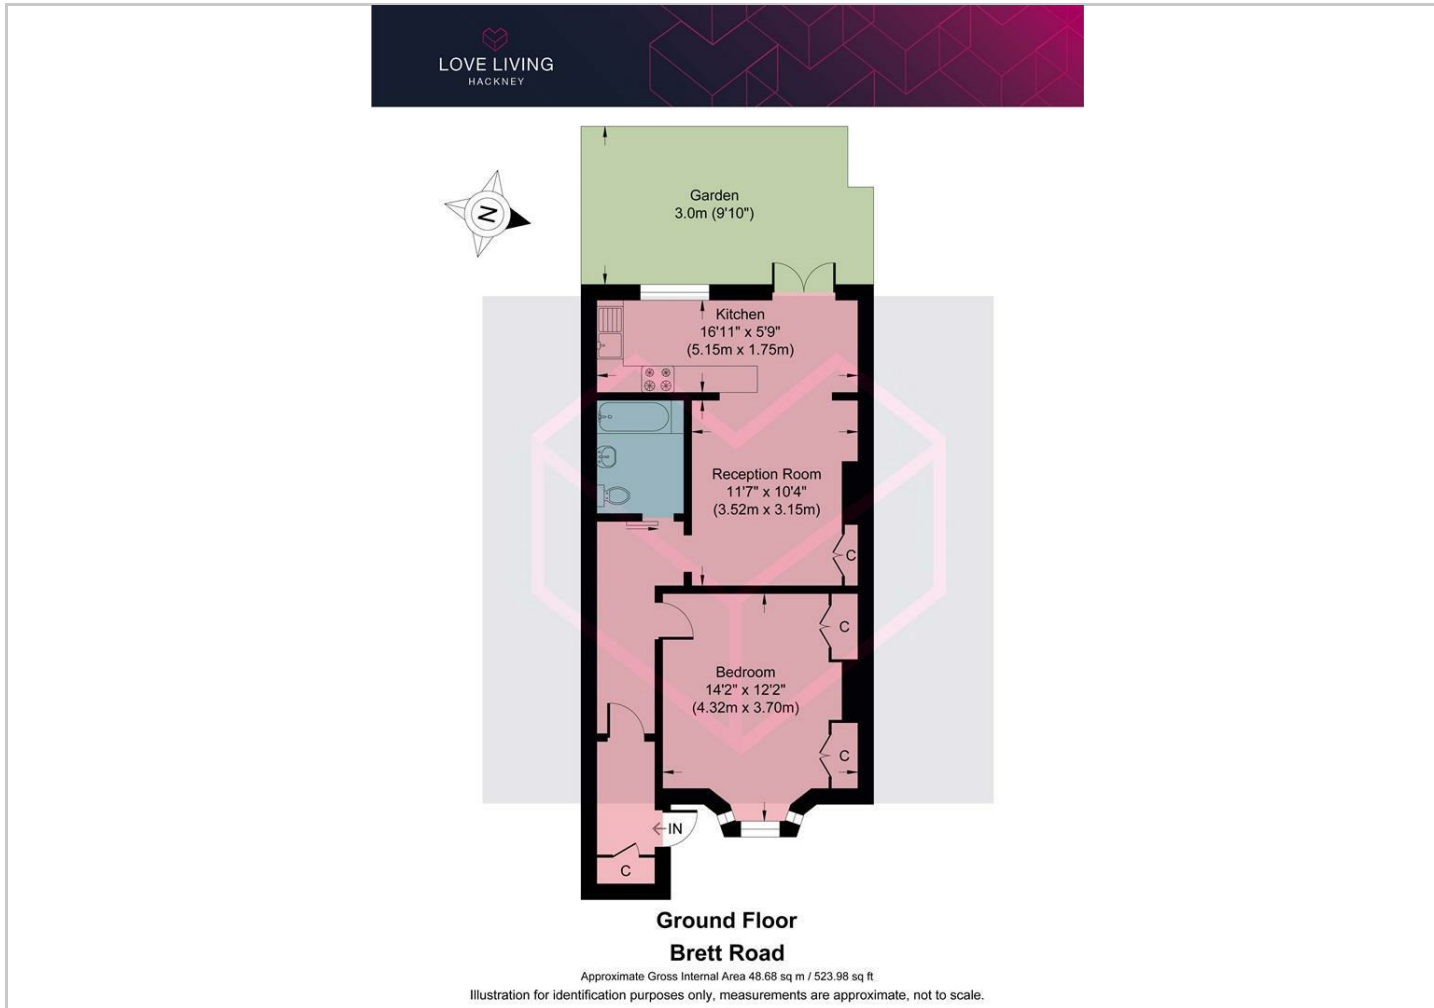 LOVE LIVING
HACKNEY
Garden
3.0m (9'10")
N
Kitchen
16'11" x 5'9"
(5.15m x 1.75m)
Reception Room
11'7" x 10'4"
(3.52m x 3.15m)
C
C
Bedroom
14'2" x 12'2"
(4.32m x 3.70m)
C
IN
C
Ground Floor
Brett Road
Approximate Gross Internal Area 48.68 sq m / 523.98 sq ft
Illustration for identification purposes only, measurements are approximate, not to scale.